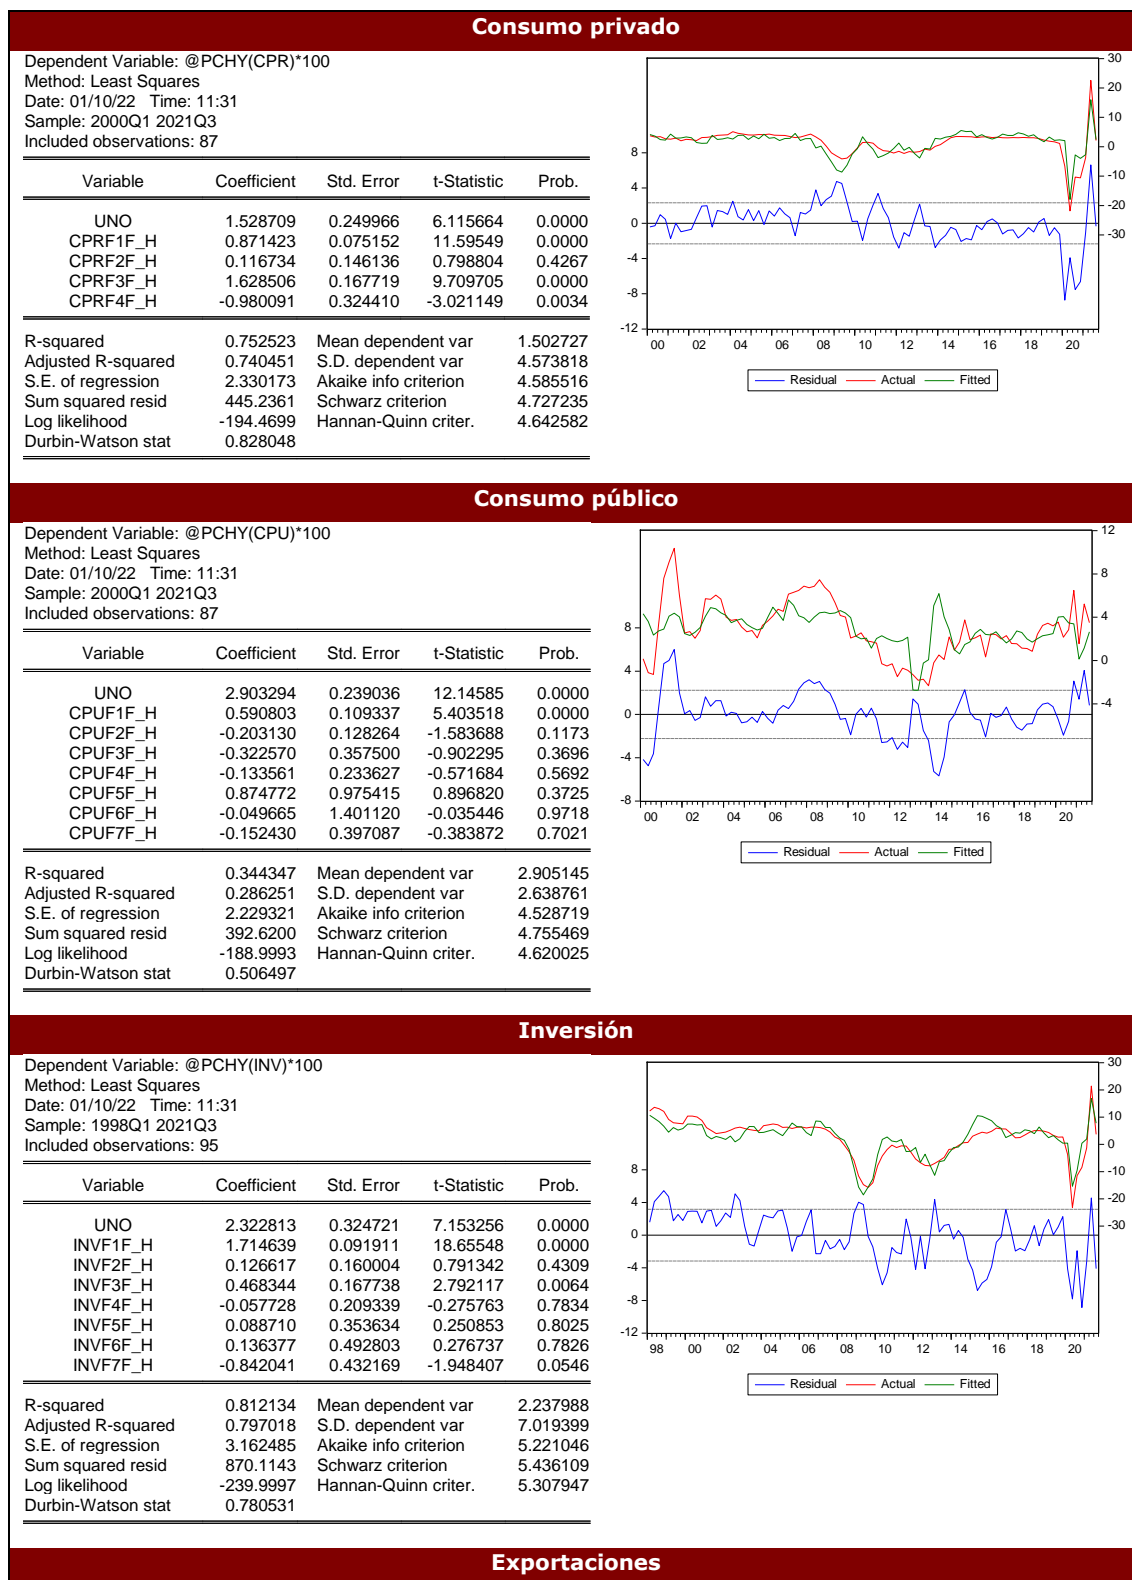 Consumo privado
Dependent Variable: @PCHY(CPR)*100
Method: Least Squares
Date: 01/10/22 Time: 11:31
Sample: 2000Q1 2021Q3
Included observations: 87
Variable Coefficient Std. Error t-Statistic Prob.
UNO 1.528709 0.249966 6.115664 0.0000
CPRF1F_H 0.871423 0.075152 11.59549 0.0000
CPRF2F_H 0.116734 0.146136 0.798804 0.4267
CPRF3F_H 1.628506 0.167719 9.709705 0.0000
CPRF4F_H -0.980091 0.324410 -3.021149 0.0034
R-squared 0.752523 Mean dependent var 1.502727
Adjusted R-squared 0.740451 S.D. dependent var 4.573818
S.E. of regression 2.330173 Akaike info criterion 4.585516
Sum squared resid 445.2361 Schwarz criterion 4.727235
Log likelihood -194.4699 Hannan-Quinn criter. 4.642582
Durbin-Watson stat 0.828048
30
20
10
0
-10
-20
-30
8
4
0
-4
-8
-12
00 02 04 06 08 10 12 14 16 18 20
Residual Actual Fitted
Consumo público
Dependent Variable: @PCHY(CPU)*100
Method: Least Squares
Date: 01/10/22 Time: 11:31
Sample: 2000Q1 2021Q3
Included observations: 87
Variable Coefficient Std. Error t-Statistic Prob.
UNO 2.903294 0.239036 12.14585 0.0000
CPUF1F_H 0.590803 0.109337 5.403518 0.0000
CPUF2F_H -0.203130 0.128264 -1.583688 0.1173
CPUF3F_H -0.322570 0.357500 -0.902295 0.3696
CPUF4F_H -0.133561 0.233627 -0.571684 0.5692
CPUF5F_H 0.874772 0.975415 0.896820 0.3725
CPUF6F_H -0.049665 1.401120 -0.035446 0.9718
CPUF7F_H -0.152430 0.397087 -0.383872 0.7021
R-squared 0.344347 Mean dependent var 2.905145
Adjusted R-squared 0.286251 S.D. dependent var 2.638761
S.E. of regression 2.229321 Akaike info criterion 4.528719
Sum squared resid 392.6200 Schwarz criterion 4.755469
Log likelihood -188.9993 Hannan-Quinn criter. 4.620025
Durbin-Watson stat 0.506497
12
8
4
0
-4
8
4
0
-4
-8
00 02 04 06 08 10 12 14 16 18 20
Residual Actual Fitted
Inversión
Dependent Variable: @PCHY(INV)*100
Method: Least Squares
Date: 01/10/22 Time: 11:31
Sample: 1998Q1 2021Q3
Included observations: 95
Variable Coefficient Std. Error t-Statistic Prob.
UNO 2.322813 0.324721 7.153256 0.0000
INVF1F_H 1.714639 0.091911 18.65548 0.0000
INVF2F_H 0.126617 0.160004 0.791342 0.4309
INVF3F_H 0.468344 0.167738 2.792117 0.0064
INVF4F_H -0.057728 0.209339 -0.275763 0.7834
INVF5F_H 0.088710 0.353634 0.250853 0.8025
INVF6F_H 0.136377 0.492803 0.276737 0.7826
INVF7F_H -0.842041 0.432169 -1.948407 0.0546
R-squared 0.812134 Mean dependent var 2.237988
Adjusted R-squared 0.797018 S.D. dependent var 7.019399
S.E. of regression 3.162485 Akaike info criterion 5.221046
Sum squared resid 870.1143 Schwarz criterion 5.436109
Log likelihood -239.9997 Hannan-Quinn criter. 5.307947
Durbin-Watson stat 0.780531
30
20
10
0
-10
-20
-30
8
4
0
-4
-8
-12
98 00 02 04 06 08 10 12 14 16 18 20
Residual Actual Fitted
Exportaciones